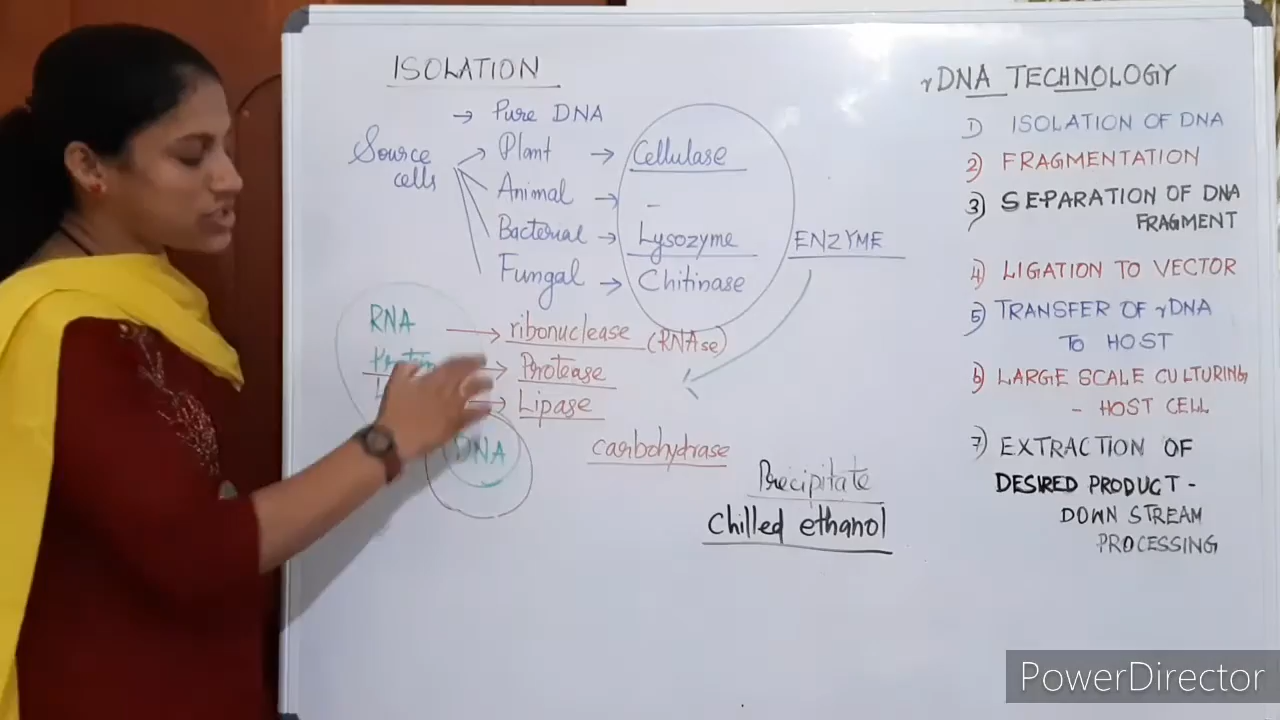 ISOLATION
→ Pure DNA
Source cells
Plant → Cellulase
Animal → -
Bacterial → Lysozyme
Fungal → Chitinase
ENZYME
RNA → ribonuclease (RNAse)
Protein → Protease
→ Lipase
DNA
carbohydrase
Precipitate
Chilled ethanol
rDNA TECHNOLOGY
1) ISOLATION OF DNA
2) FRAGMENTATION
3) SEPARATION OF DNA
FRAGMENT
4) LIGATION TO VECTOR
5) TRANSFER OF rDNA
TO HOST
6) LARGE SCALE CULTURING
- HOST CELL
7) EXTRACTION OF
DESIRED PRODUCT -
DOWN STREAM
PROCESSING
PowerDirector